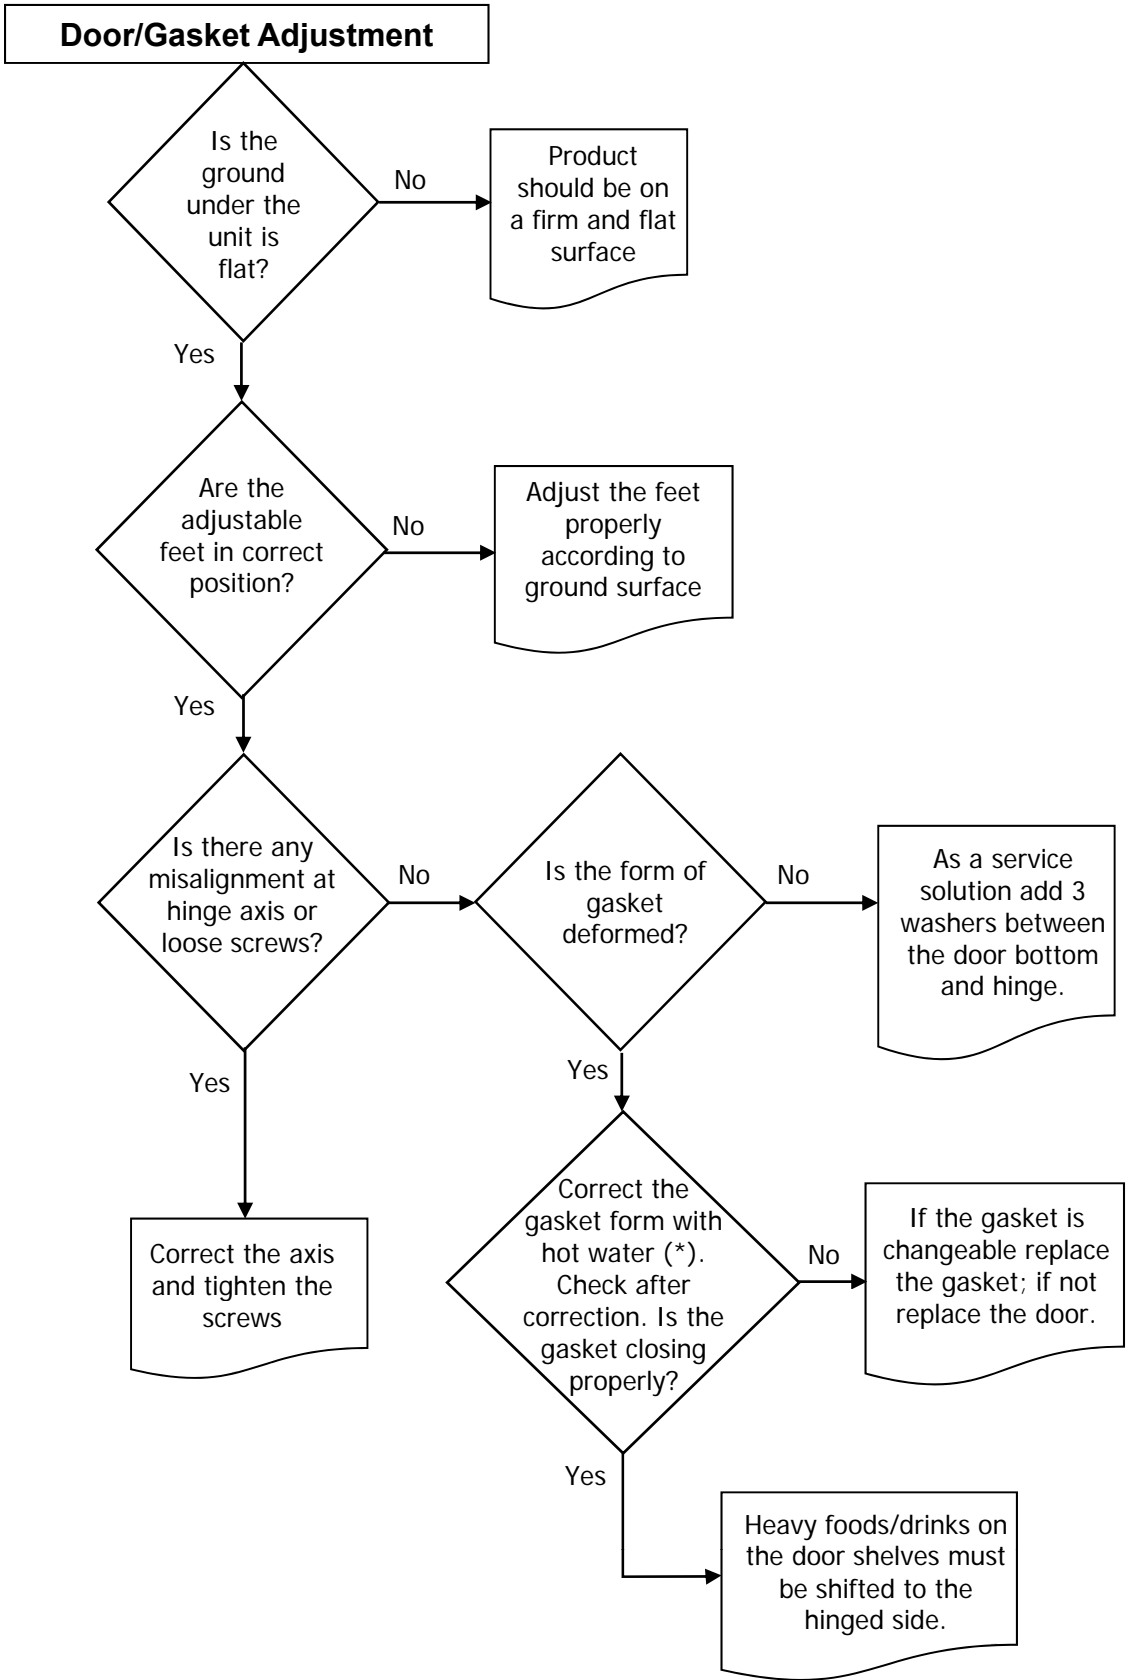 Door/Gasket Adjustment
Is the
ground
under the
unit is
flat?
No
Product
should be on
a firm and flat
surface
Yes
Are the
adjustable
feet in correct
position?
No
Adjust the feet
properly
according to
ground surface
Yes
Is there any
misalignment at
hinge axis or
loose screws?
No
Is the form of
gasket
deformed?
No
As a service
solution add 3
washers between
the door bottom
and hinge.
Yes
Correct the axis
and tighten the
screws
Yes
Correct the
gasket form with
hot water (*).
Check after
correction. Is the
gasket closing
properly?
No
If the gasket is
changeable replace
the gasket; if not
replace the door.
Yes
Heavy foods/drinks on
the door shelves must
be shifted to the
hinged side.